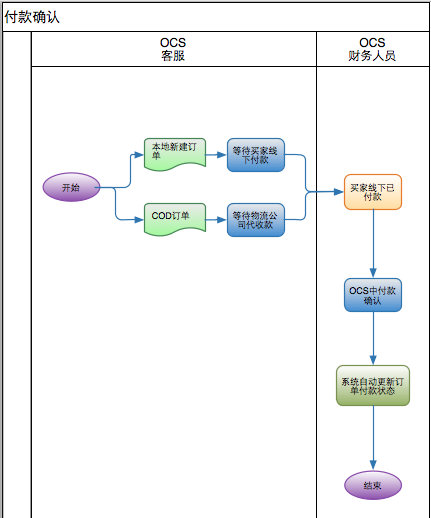 付款确认
OCS
客服
OCS
财务人员
本地新建订
单
等待买家线
下付款
开始
买家线下已
付款
COD订单
等待物流公
司代收款
OCS中付款
确认
系统自动更新订
单付款状态
结束